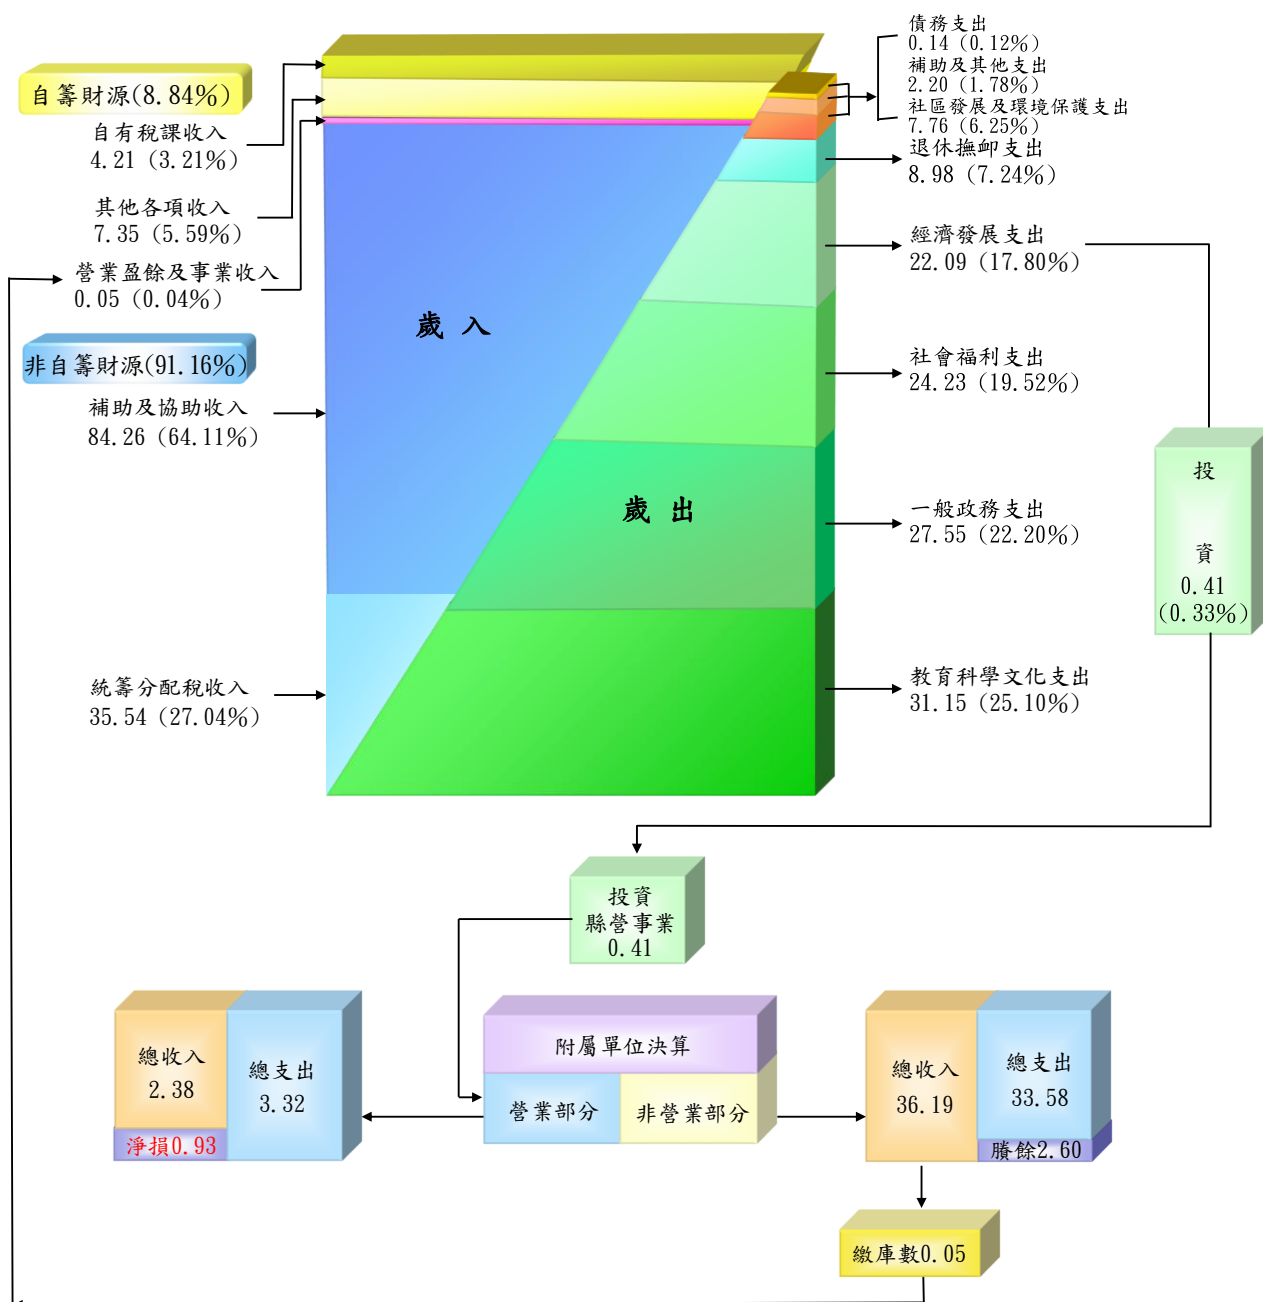 自籌財源(8.84%)
自有稅課收入
4.21 (3.21%)
其他各項收入
7.35 (5.59%)
營業盈餘及事業收入
0.05 (0.04%)
非自籌財源(91.16%)
補助及協助收入
84.26 (64.11%)
統籌分配稅收入
35.54 (27.04%)
歲 入
歲 出
債務支出
0.14 (0.12%)
補助及其他支出
2.20 (1.78%)
社區發展及環境保護支出
7.76 (6.25%)
退休撫卹支出
8.98 (7.24%)
經濟發展支出
22.09 (17.80%)
社會福利支出
24.23 (19.52%)
一般政務支出
27.55 (22.20%)
教育科學文化支出
31.15 (25.10%)
投
資
0.41
(0.33%)
投資
縣營事業
0.41
總收入
2.38
淨損0.93
總支出
3.32
附屬單位決算
營業部分
非營業部分
總收入
36.19
總支出
33.58
賸餘2.60
繳庫數0.05